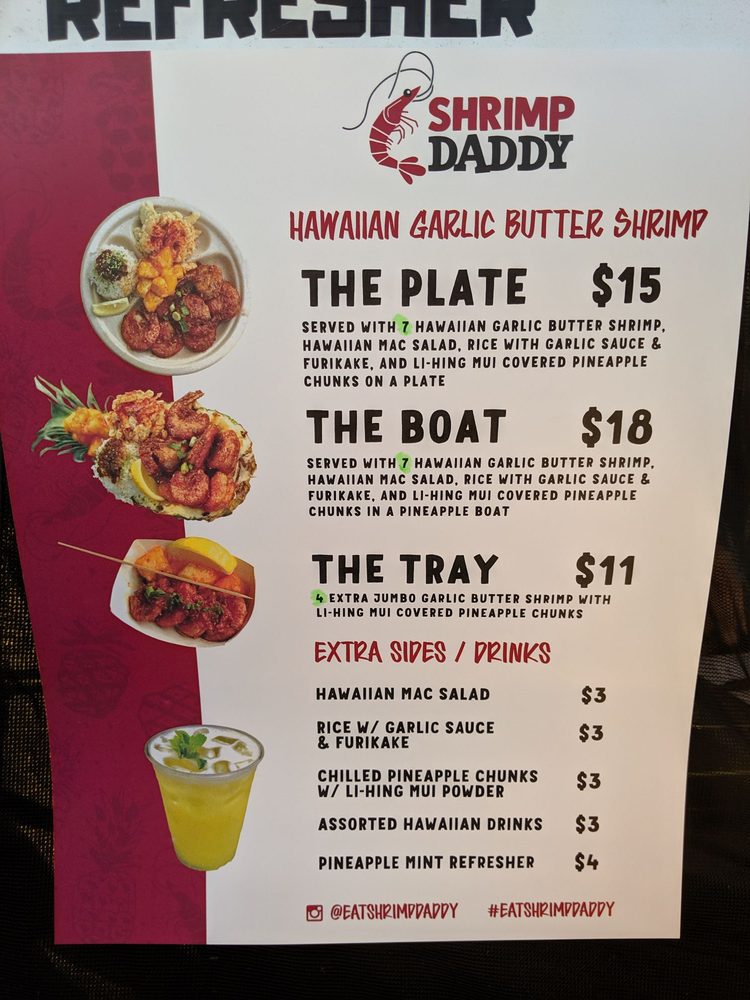 REFRESHER
SHRIMP
DADDY
HAWAIIAN GARLIC BUTTER SHRIMP
THE PLATE $15
SERVED WITH 7 HAWAIIAN GARLIC BUTTER SHRIMP,
HAWAIIAN MAC SALAD, RICE WITH GARLIC SAUCE &
FURIKAKE, AND LI-HING MUI COVERED PINEAPPLE
CHUNKS ON A PLATE
THE BOAT $18
SERVED WITH 7 HAWAIIAN GARLIC BUTTER SHRIMP,
HAWAIIAN MAC SALAD, RICE WITH GARLIC SAUCE &
FURIKAKE, AND LI-HING MUI COVERED PINEAPPLE
CHUNKS IN A PINEAPPLE BOAT
THE TRAY $11
4 EXTRA JUMBO GARLIC BUTTER SHRIMP WITH
LI-HING MUI COVERED PINEAPPLE CHUNKS
EXTRA SIDES / DRINKS
HAWAIIAN MAC SALAD $3
RICE W/ GARLIC SAUCE
& FURIKAKE $3
CHILLED PINEAPPLE CHUNKS
W/ LI-HING MUI POWDER $3
ASSORTED HAWAIIAN DRINKS $3
PINEAPPLE MINT REFRESHER $4
@EATSHRIMPDADDY #EATSHRIMPDADDY